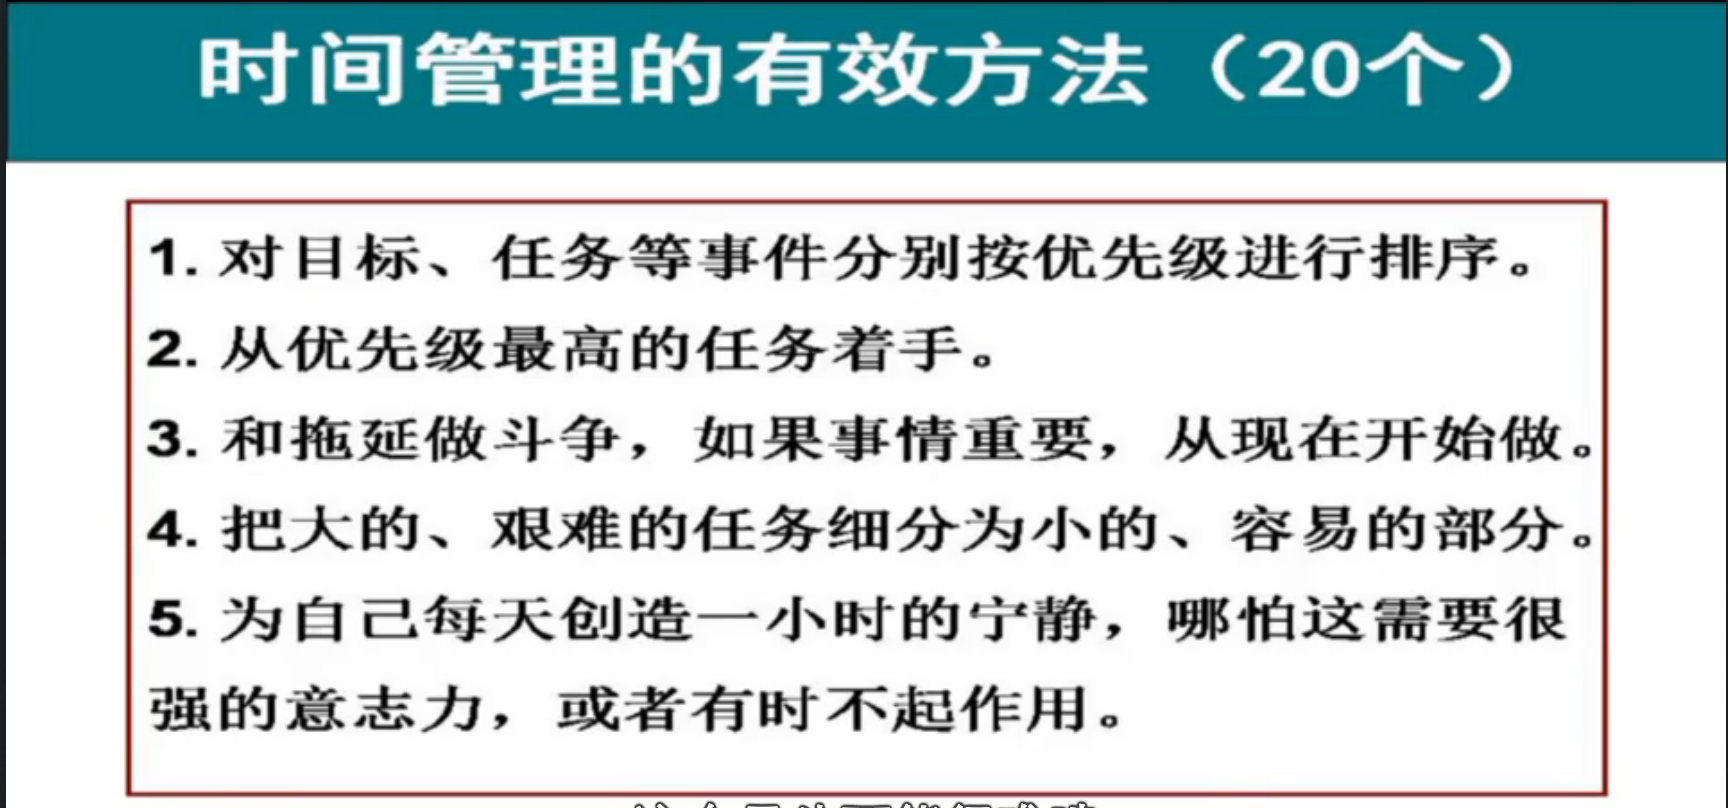 时间管理的有效方法（20个）
1. 对目标、任务等事件分别按优先级进行排序。
2. 从优先级最高的任务着手。
3. 和拖延做斗争，如果事情重要，从现在开始做。
4. 把大的、艰难的任务细分为小的、容易的部分。
5. 为自己每天创造一小时的宁静，哪怕这需要很
强的意志力，或者有时不起作用。